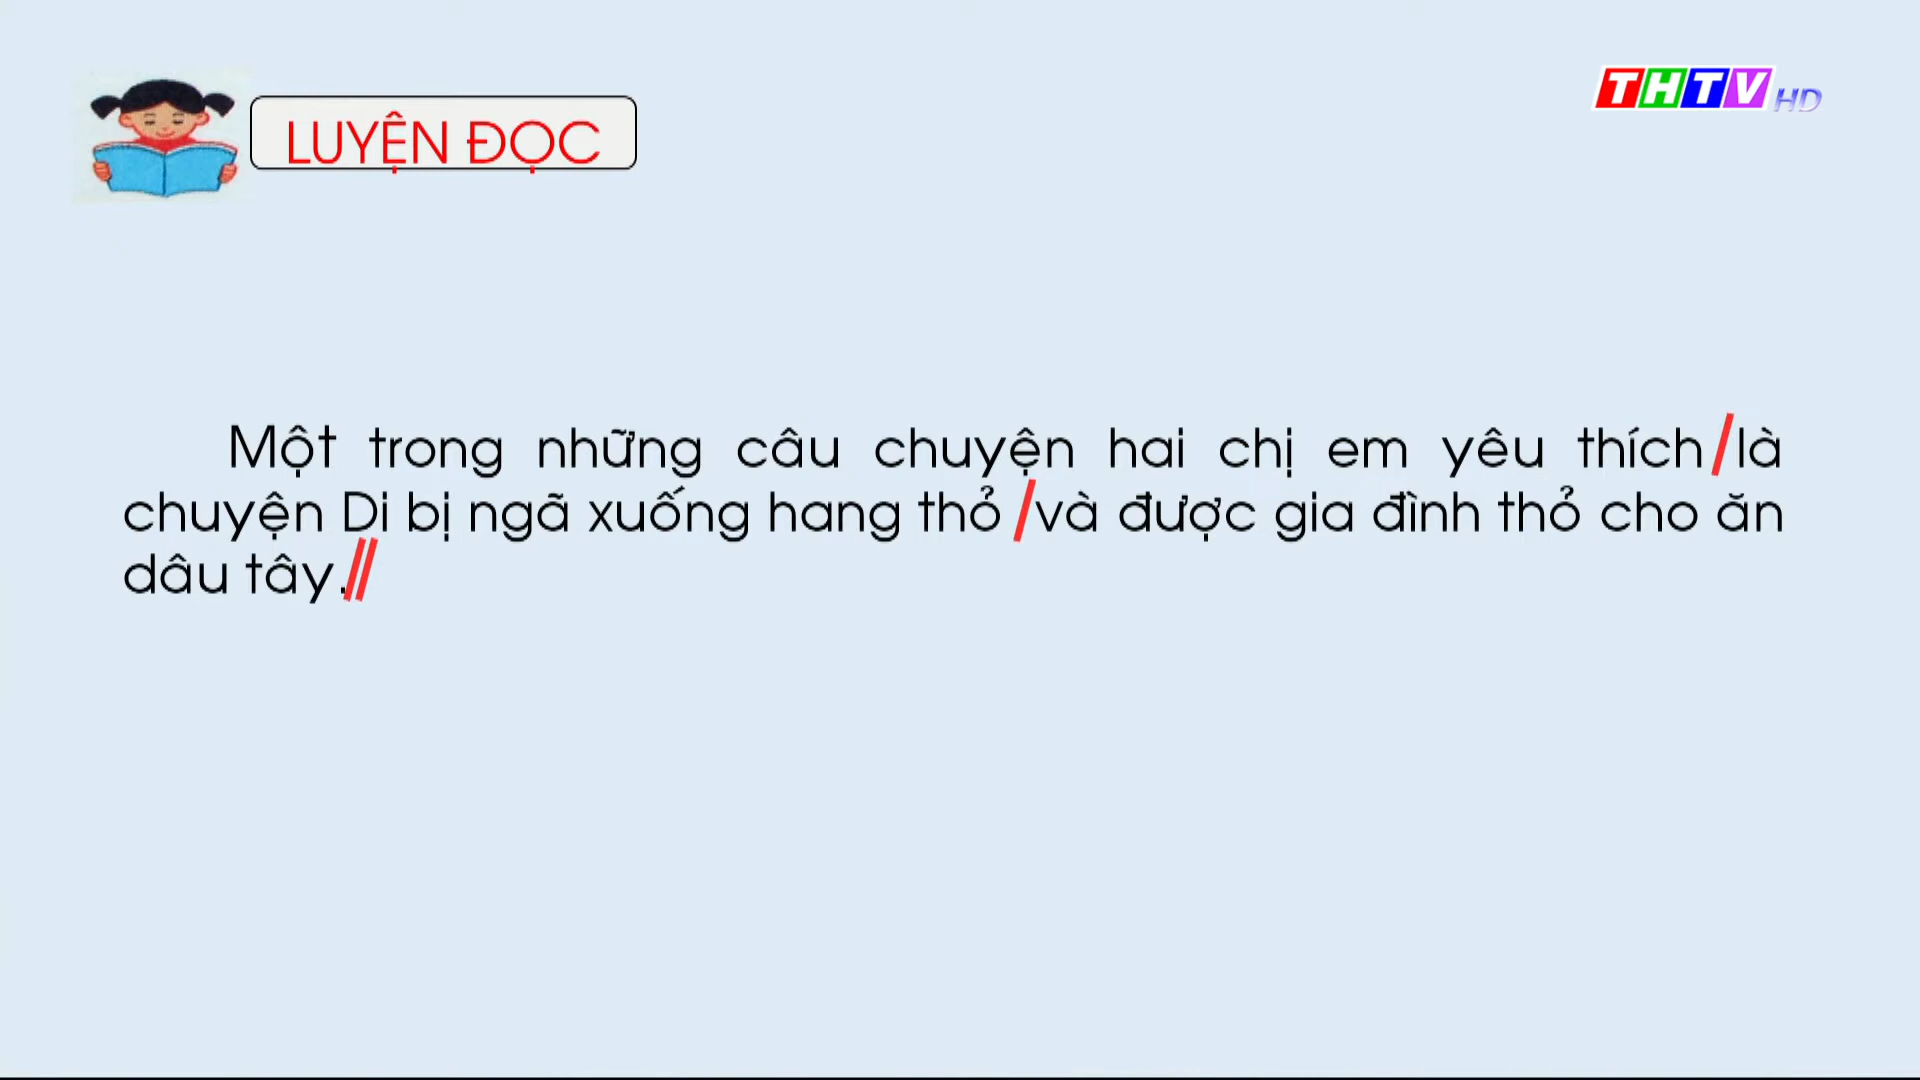 THTV HD
LUYỆN ĐỌC
Một trong những câu chuyện hai chị em yêu thích / là
chuyện Di bị ngã xuống hang thỏ / và được gia đình thỏ cho ăn
dâu tây.//